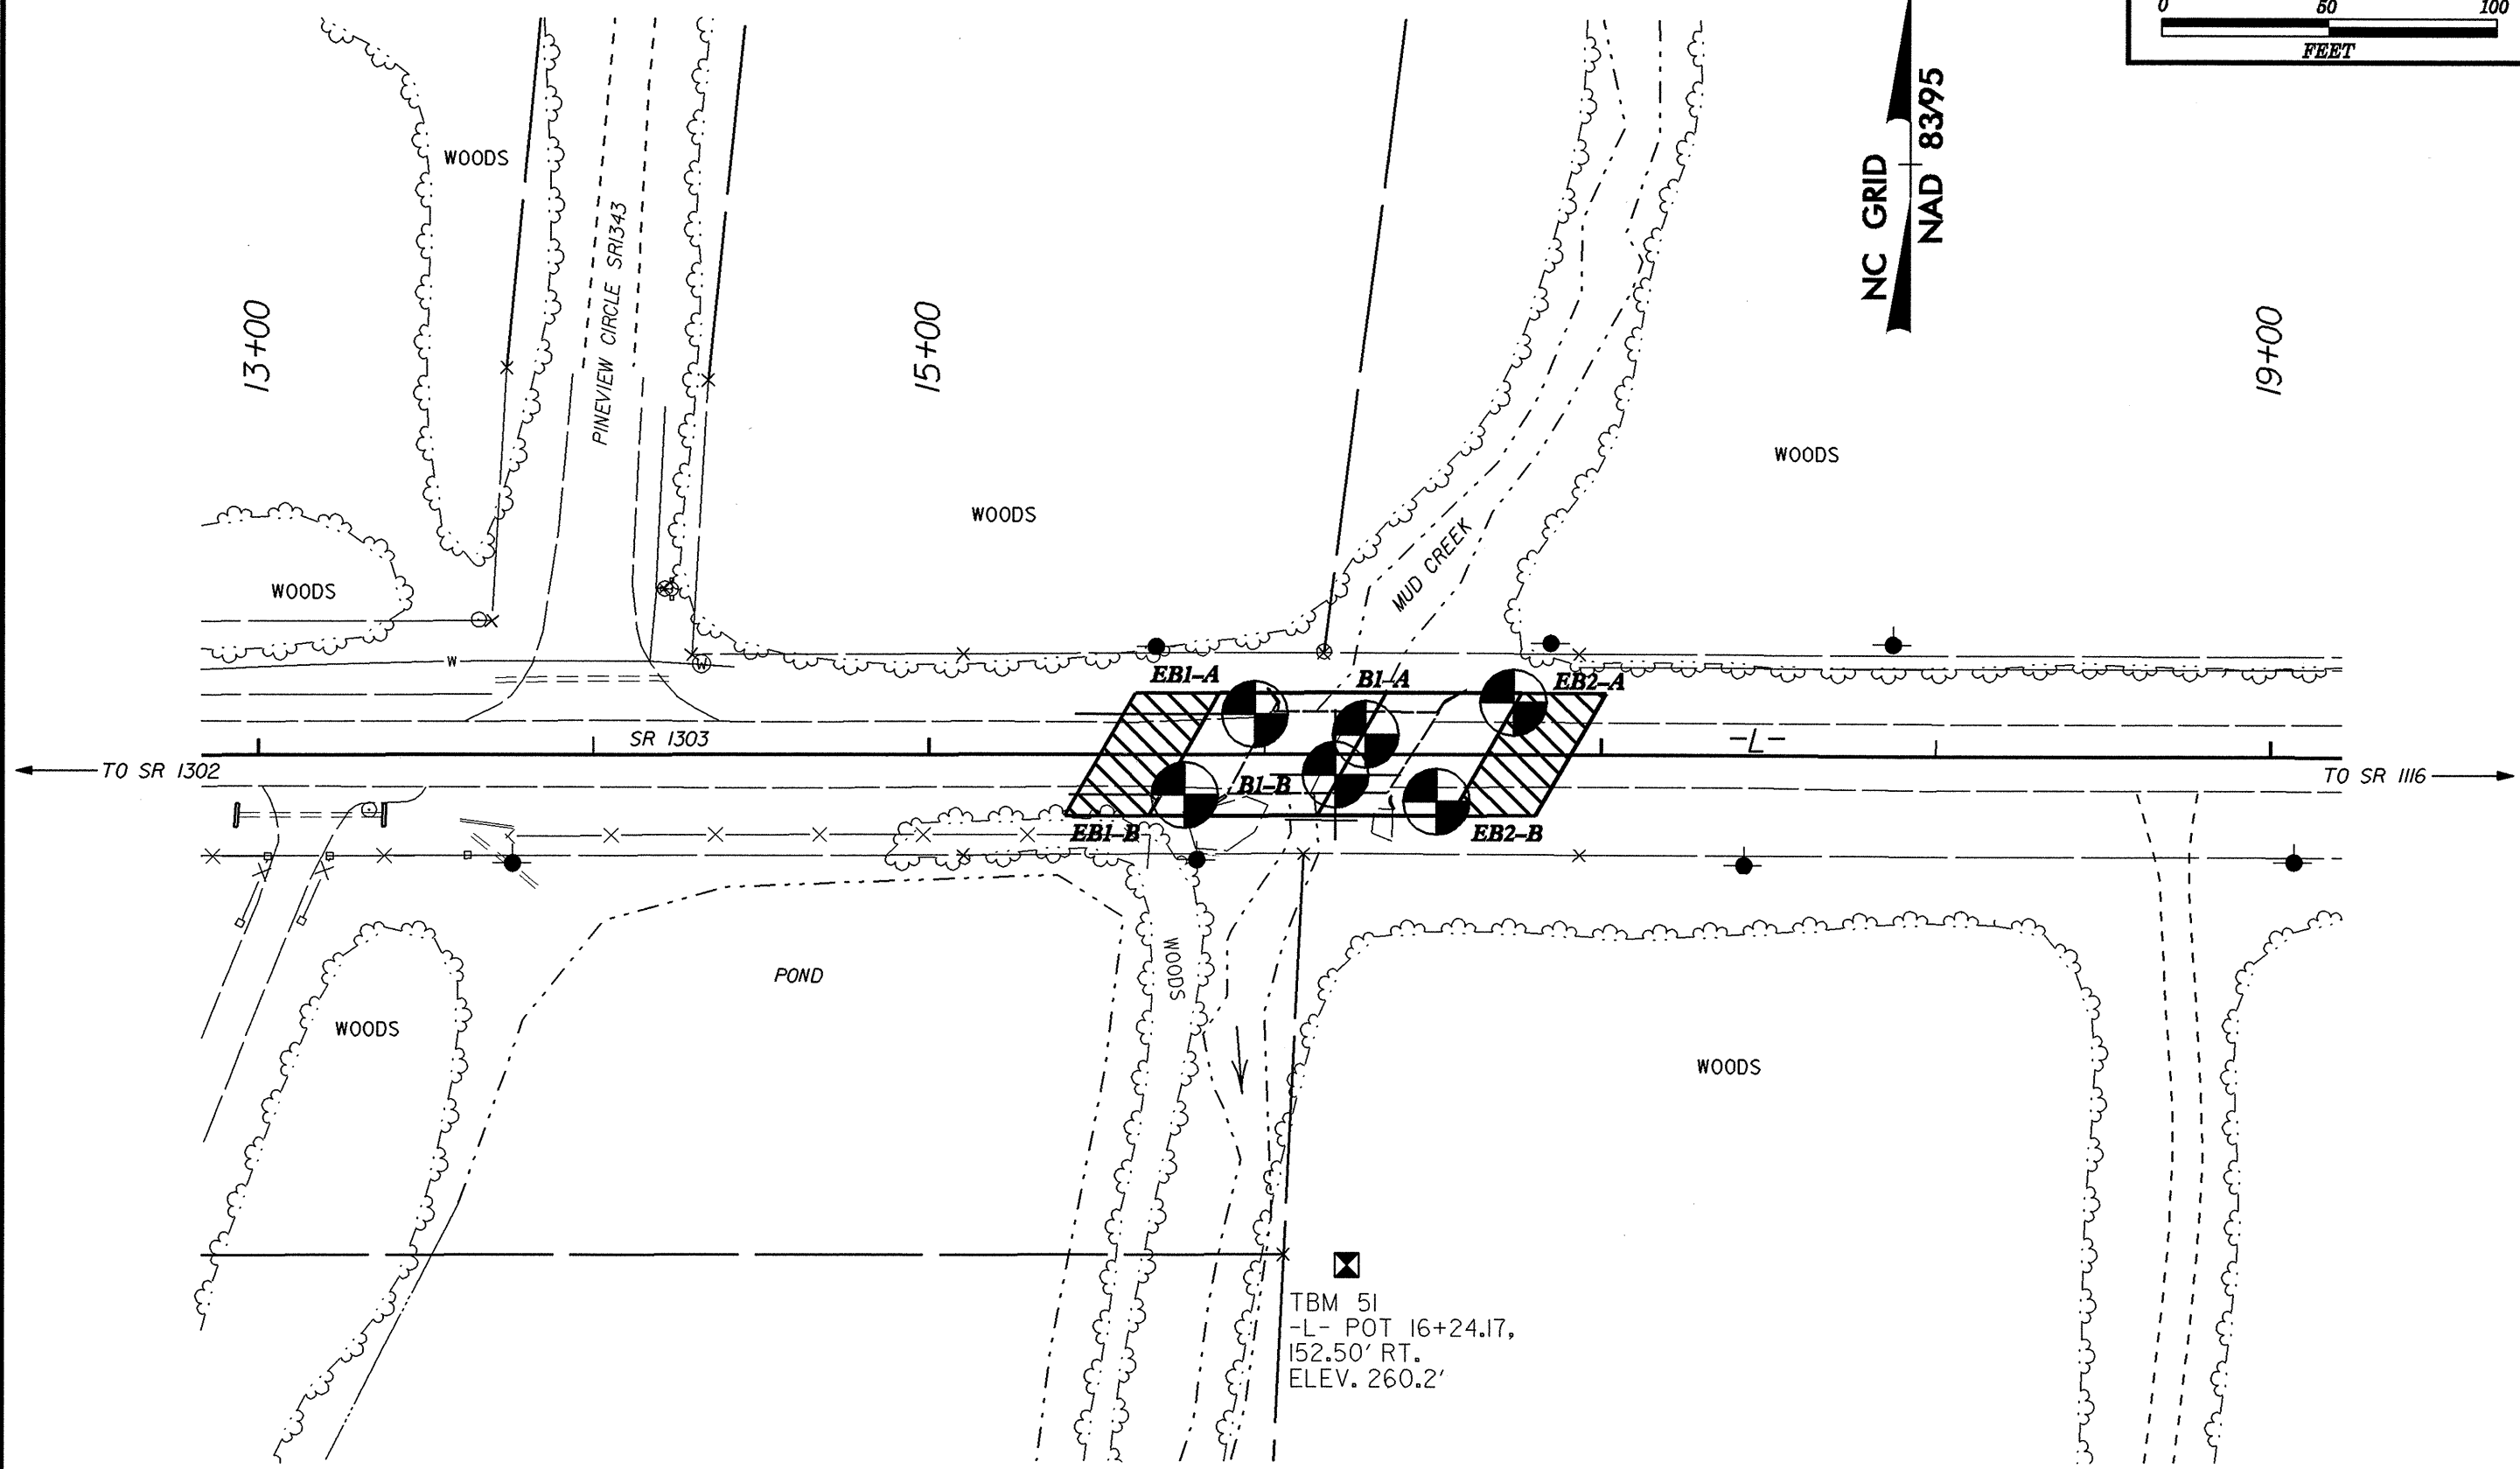 0 50 100
FEET
NC GRID
NAD 83/95
WOODS
PINEVIEW CIRCLE SR1343
13+00
15+00
19+00
WOODS
WOODS
WOODS
MUD CREEK
W
W
EB1-A
B1-A
EB2-A
SR 1303
-L-
TO SR 1302
TO SR 1116
B1-B
EB1-B
EB2-B
WOODS
POND
WOODS
WOODS
TBM 51
-L- POT 16+24.17,
152.50' RT.
ELEV. 260.2'